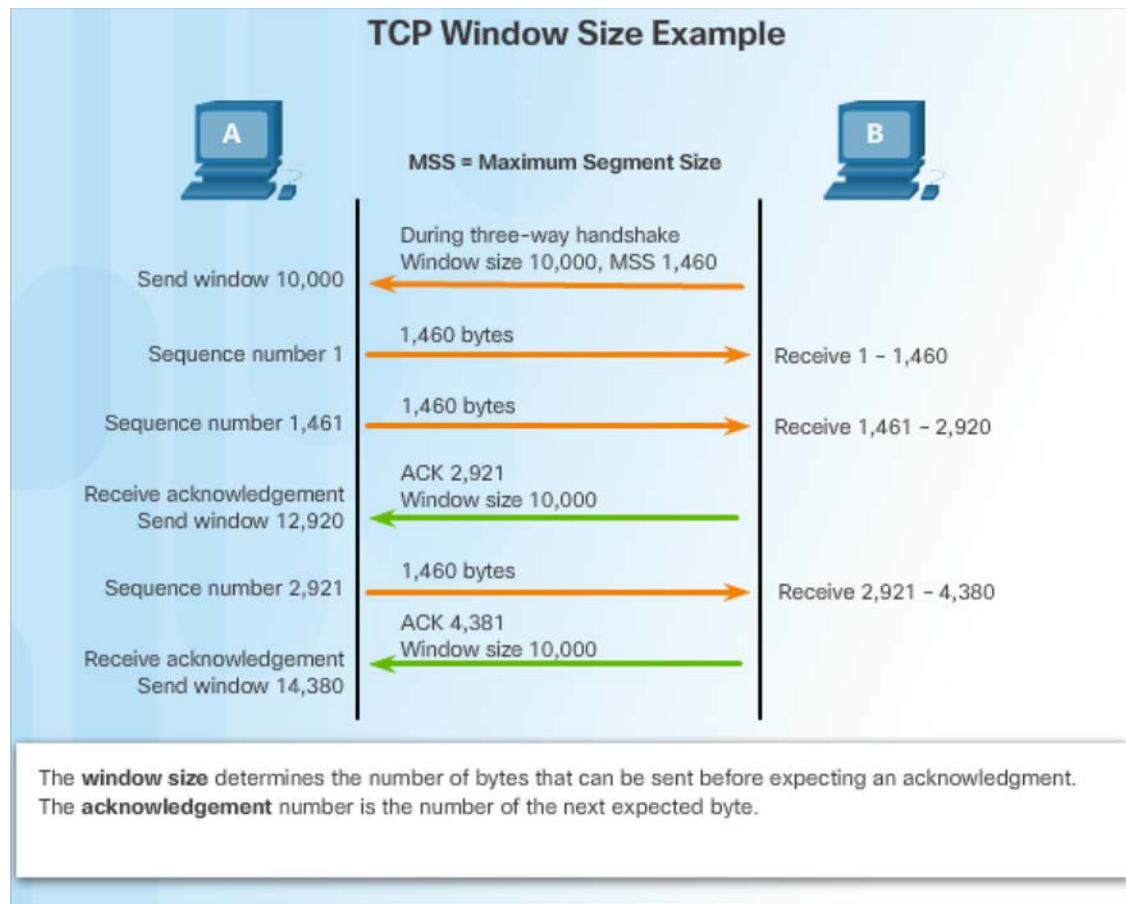 TCP Window Size Example
A
B
MSS = Maximum Segment Size
During three-way handshake
Window size 10,000, MSS 1,460
Send window 10,000
1,460 bytes
Sequence number 1
Receive 1 – 1,460
1,460 bytes
Sequence number 1,461
Receive 1,461 – 2,920
ACK 2,921
Window size 10,000
Receive acknowledgement
Send window 12,920
1,460 bytes
Sequence number 2,921
Receive 2,921 – 4,380
ACK 4,381
Window size 10,000
Receive acknowledgement
Send window 14,380
The window size determines the number of bytes that can be sent before expecting an acknowledgment.
The acknowledgement number is the number of the next expected byte.